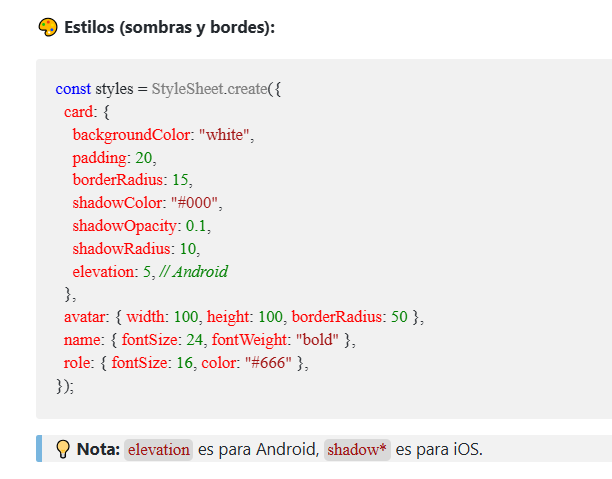 🎨 Estilos (sombras y bordes):
const styles = StyleSheet.create({
  card: {
    backgroundColor: "white",
    padding: 20,
    borderRadius: 15,
    shadowColor: "#000",
    shadowOpacity: 0.1,
    shadowRadius: 10,
    elevation: 5, // Android
  },
  avatar: { width: 100, height: 100, borderRadius: 50 },
  name: { fontSize: 24, fontWeight: "bold" },
  role: { fontSize: 16, color: "#666" },
});
💡 Nota: elevation es para Android, shadow* es para iOS.